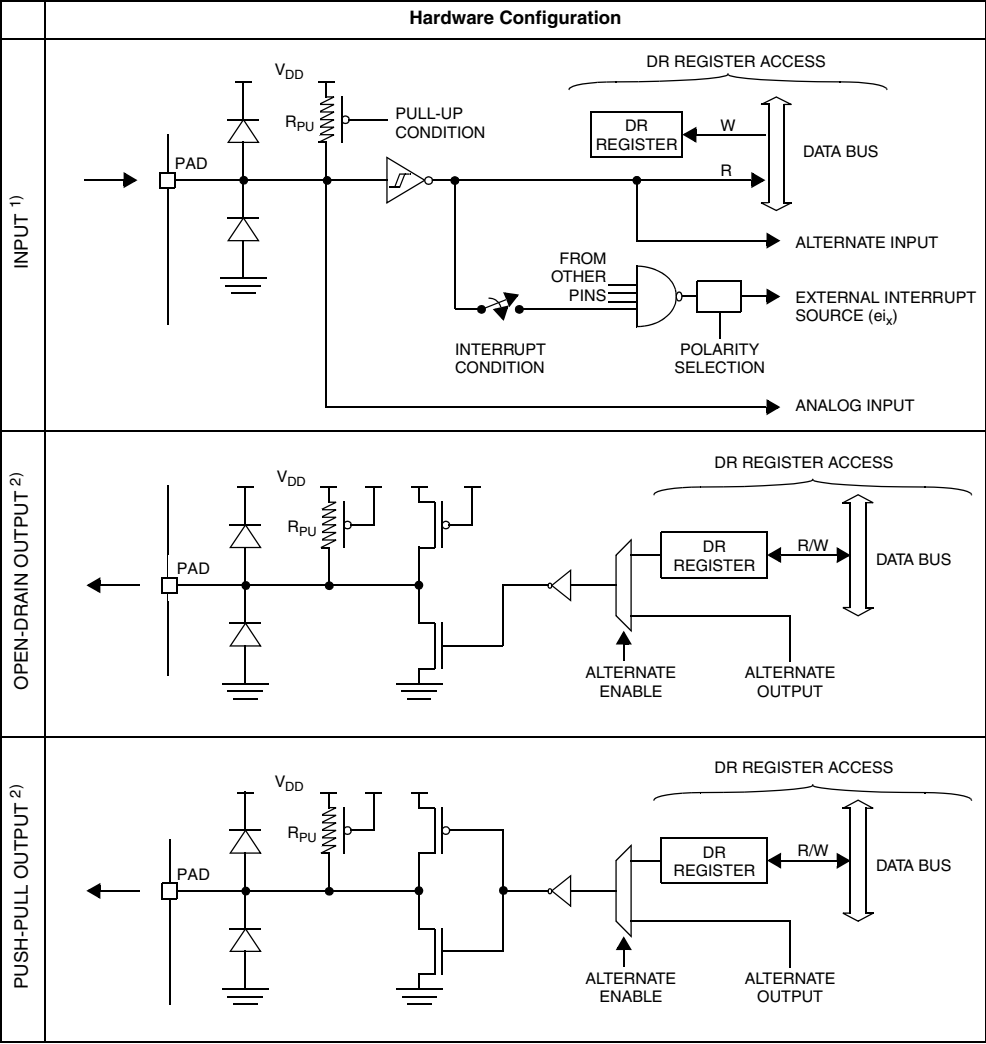 Hardware Configuration
INPUT 1)
DR REGISTER ACCESS
VDD
RPU
PULL-UP
CONDITION
DR
REGISTER
W
DATA BUS
PAD
R
ALTERNATE INPUT
FROM
OTHER
PINS
EXTERNAL INTERRUPT
SOURCE (eix)
INTERRUPT
CONDITION
POLARITY
SELECTION
ANALOG INPUT
OPEN-DRAIN OUTPUT 2)
DR REGISTER ACCESS
VDD
RPU
DR
REGISTER
R/W
DATA BUS
PAD
ALTERNATE
ENABLE
ALTERNATE
OUTPUT
PUSH-PULL OUTPUT 2)
DR REGISTER ACCESS
VDD
RPU
DR
REGISTER
R/W
DATA BUS
PAD
ALTERNATE
ENABLE
ALTERNATE
OUTPUT